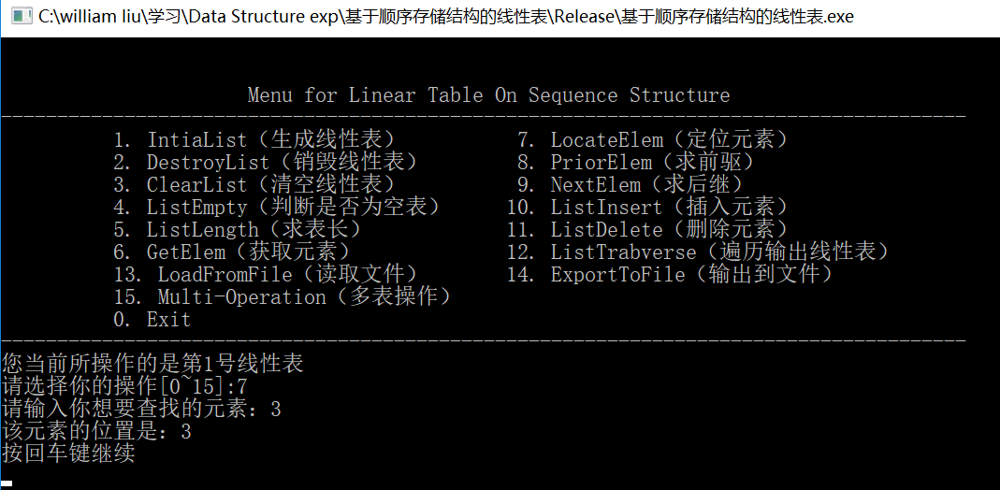 C:\william liu\学习\Data Structure exp\基于顺序存储结构的线性表\Release\基于顺序存储结构的线性表.exe
Menu for Linear Table On Sequence Structure
--------------------------------------------------------------------------------------
1. IntiaList（生成线性表） 7. LocateElem（定位元素）
2. DestroyList（销毁线性表） 8. PriorElem（求前驱）
3. ClearList（清空线性表） 9. NextElem（求后继）
4. ListEmpty（判断是否为空表） 10. ListInsert（插入元素）
5. ListLength（求表长） 11. ListDelete（删除元素）
6. GetElem（获取元素） 12. ListTrabverse（遍历输出线性表）
13. LoadFromFile（读取文件） 14. ExportToFile（输出到文件）
15. Multi-Operation（多表操作）
0. Exit
--------------------------------------------------------------------------------------
您当前所操作的是第1号线性表
请选择你的操作[0~15]:7
请输入你想要查找的元素：3
该元素的位置是：3
按回车键继续